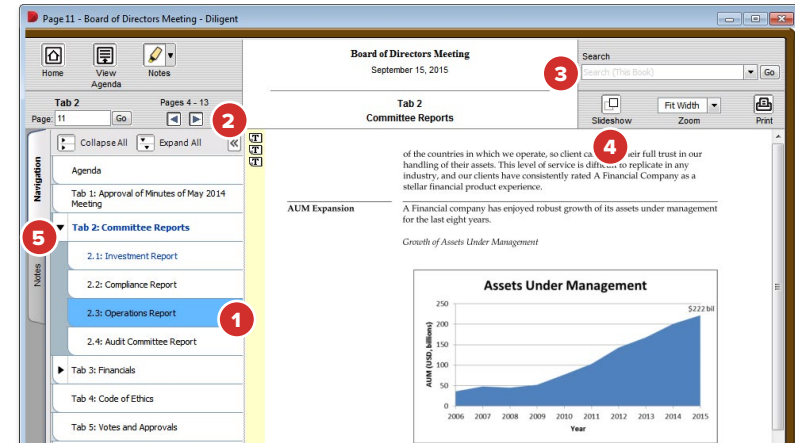 Page 11 - Board of Directors Meeting - Diligent
Home
View
Agenda
Notes
Board of Directors Meeting
September 15, 2015
Search
Search (This Book)
Go
3
Tab 2
Pages 4 - 13
Page: 11
Go
2
Tab 2
Committee Reports
Slideshow
Fit Width
Zoom
Print
4
Collapse All
Expand All
T
T
T
Navigation
Notes
5
Agenda
Tab 1: Approval of Minutes of May 2014
Meeting
Tab 2: Committee Reports
2.1: Investment Report
2.2: Compliance Report
2.3: Operations Report
1
2.4: Audit Committee Report
Tab 3: Financials
Tab 4: Code of Ethics
Tab 5: Votes and Approvals
of the countries in which we operate, so client ca eir full trust in our
handling of their assets. This level of service is difficult to replicate in any
industry, and our clients have consistently rated A Financial Company as a
stellar financial product experience.
AUM Expansion
A Financial company has enjoyed robust growth of its assets under management
for the last eight years.
Growth of Assets Under Management
Assets Under Management
$222 bil
AUM (USD, billions)
250
200
150
100
50
0
2006 2007 2008 2009 2010 2011 2012 2013 2014 2015
Year